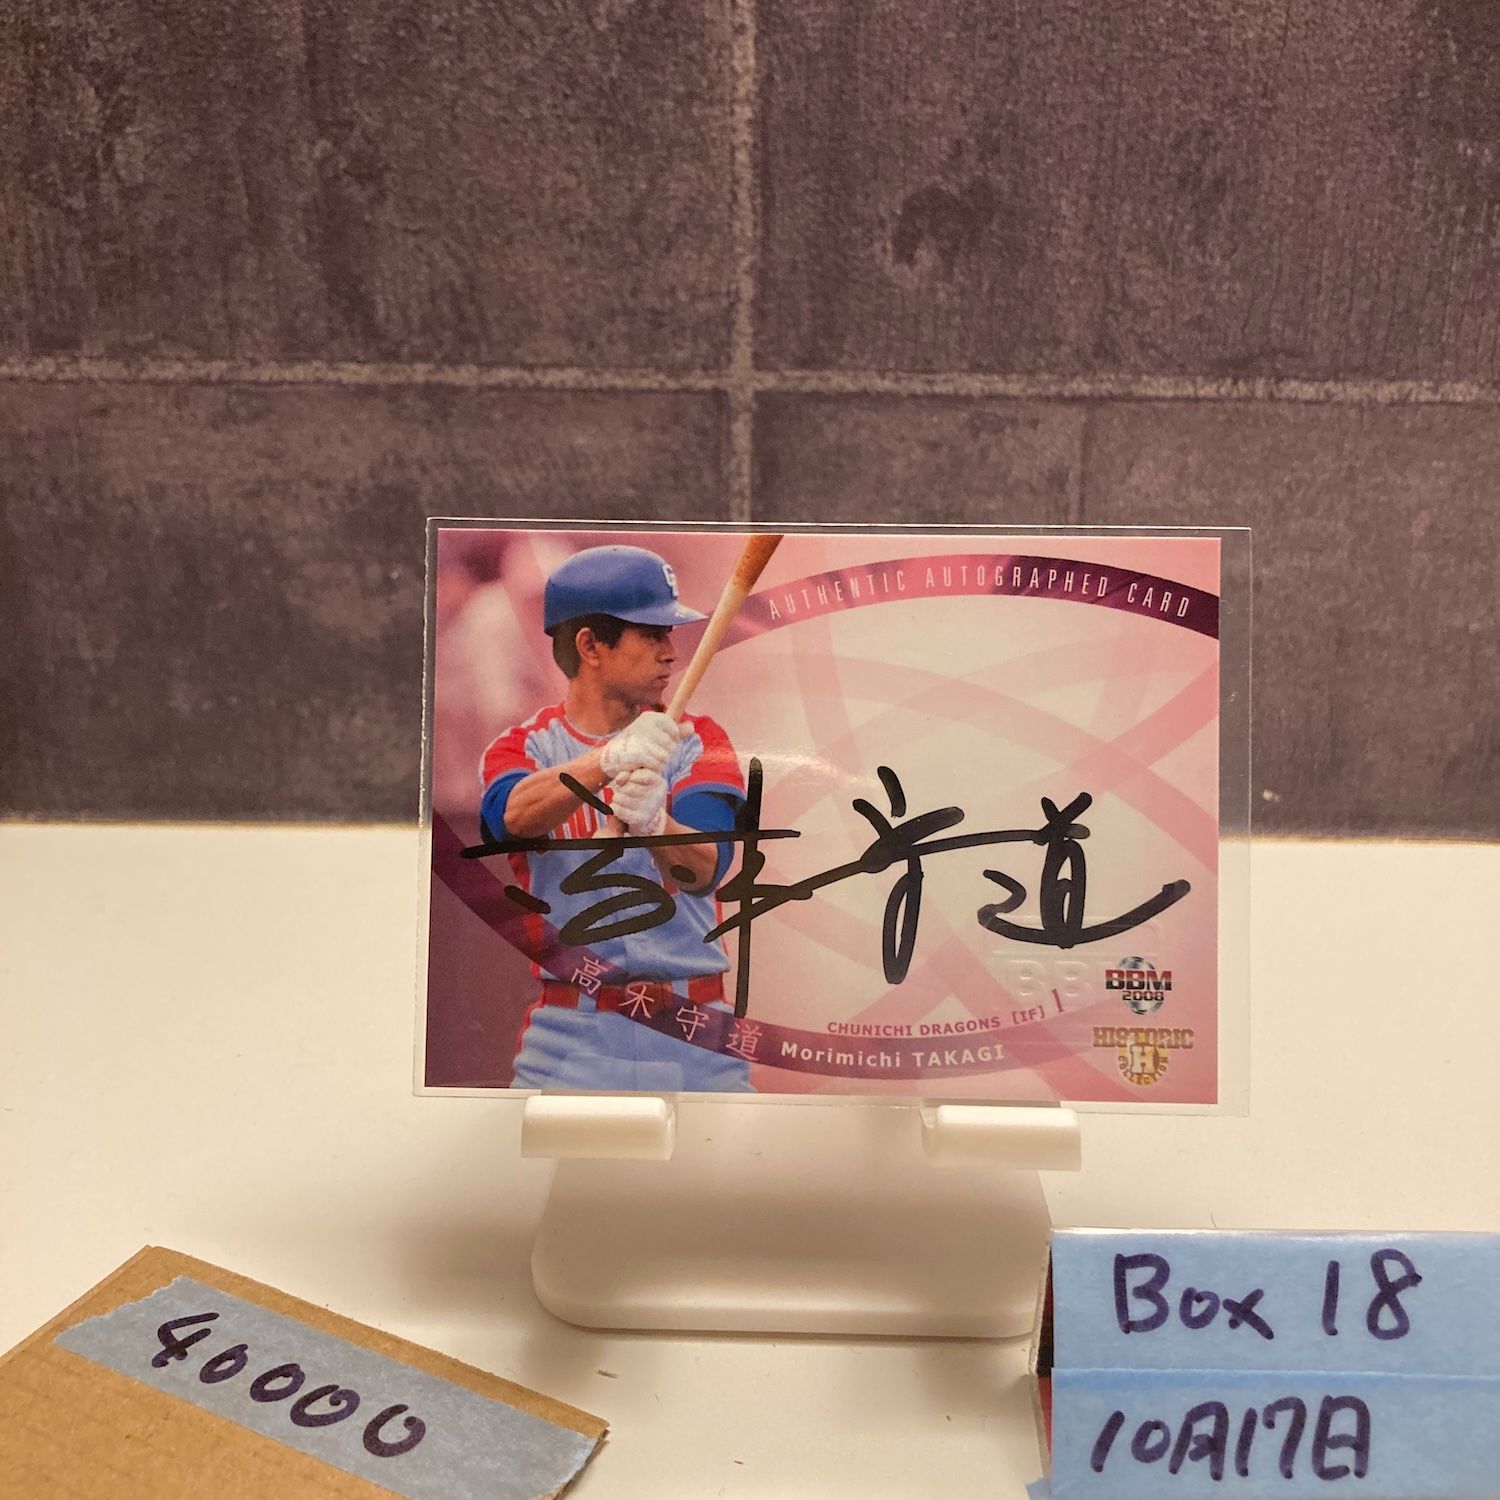 AUTHENTIC AUTOGRAPHED CARD
高木守道
高木守道
CHUNICHI DRAGONS [IF] 1
Morimichi TAKAGI
BBM
2008
HISTORIC
H
COLLECTION
40000
Box 18
10月17日